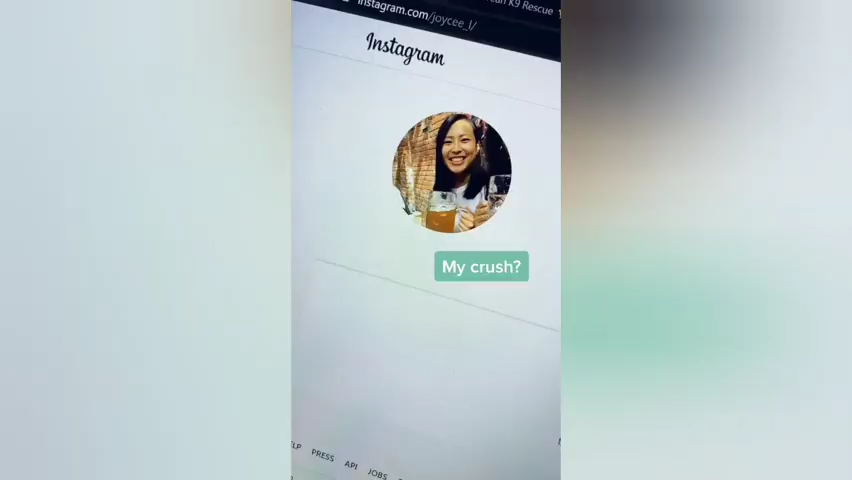 K9 Rescue
instagram.com/joycee_l/
Instagram
My crush?
PRESS API JOBS